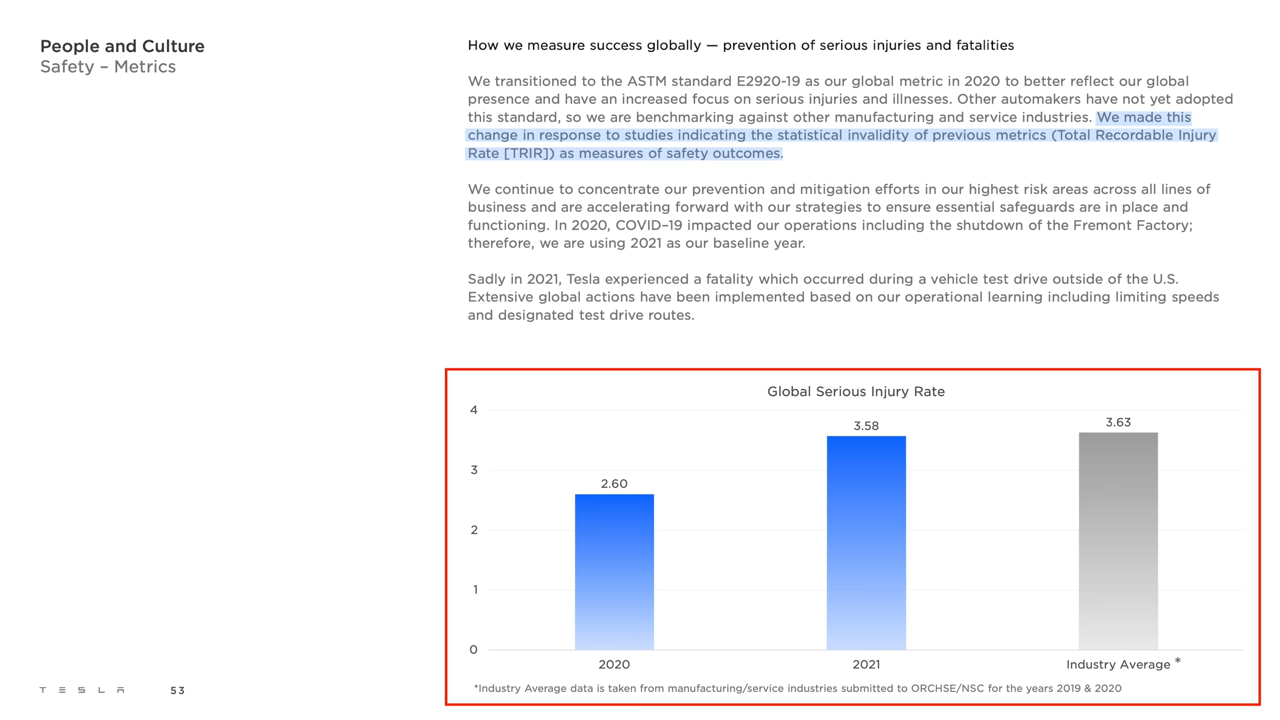 People and Culture
Safety – Metrics
How we measure success globally — prevention of serious injuries and fatalities
We transitioned to the ASTM standard E2920-19 as our global metric in 2020 to better reflect our global
presence and have an increased focus on serious injuries and illnesses. Other automakers have not yet adopted
this standard, so we are benchmarking against other manufacturing and service industries. We made this
change in response to studies indicating the statistical invalidity of previous metrics (Total Recordable Injury
Rate [TRIR]) as measures of safety outcomes.
We continue to concentrate our prevention and mitigation efforts in our highest risk areas across all lines of
business and are accelerating forward with our strategies to ensure essential safeguards are in place and
functioning. In 2020, COVID–19 impacted our operations including the shutdown of the Fremont Factory;
therefore, we are using 2021 as our baseline year.
Sadly in 2021, Tesla experienced a fatality which occurred during a vehicle test drive outside of the U.S.
Extensive global actions have been implemented based on our operational learning including limiting speeds
and designated test drive routes.
Global Serious Injury Rate
4
3
2
1
0
2.60
3.58
3.63
2020
2021
Industry Average *
*Industry Average data is taken from manufacturing/service industries submitted to ORCHSE/NSC for the years 2019 & 2020
TESLA
53